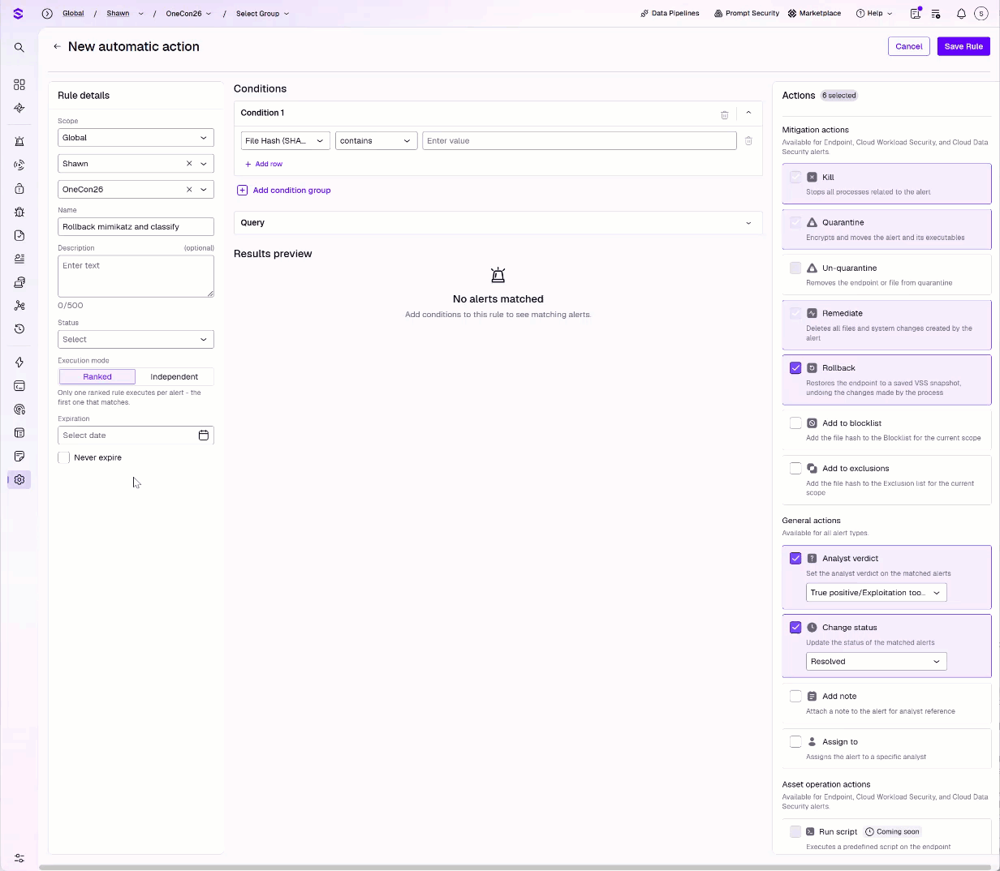 Global / Shawn / OneCon26 / Select Group
Data Pipelines
Prompt Security
Marketplace
Help
S
New automatic action
Cancel
Save Rule
Rule details
Scope
Global
Shawn
OneCon26
Name
Rollback mimikatz and classify
Description (optional)
Enter text
0/500
Status
Select
Execution mode
Ranked
Independent
Only one ranked rule executes per alert - the
first one that matches.
Expiration
Select date
Never expire
Conditions
Condition 1
File Hash (SHA...
contains
Enter value
Add row
Add condition group
Query
Results preview
No alerts matched
Add conditions to this rule to see matching alerts.
Actions 6 selected
Mitigation actions
Available for Endpoint, Cloud Workload Security, and Cloud Data
Security alerts.
Kill
Stops all processes related to the alert
Quarantine
Encrypts and moves the alert and its executables
Un-quarantine
Removes the endpoint or file from quarantine
Remediate
Deletes all files and system changes created by the
alert
Rollback
Restores the endpoint to a saved VSS snapshot,
undoing the changes made by the process
Add to blocklist
Add the file hash to the Blocklist for the current scope
Add to exclusions
Add the file hash to the Exclusion list for the current
scope
General actions
Available for all alert types.
Analyst verdict
Set the analyst verdict on the matched alerts
True positive/Exploitation too...
Change status
Update the status of the matched alerts
Resolved
Add note
Attach a note to the alert for analyst reference
Assign to
Assigns the alert to a specific analyst
Asset operation actions
Available for Endpoint, Cloud Workload Security, and Cloud Data
Security alerts.
Run script Coming soon
Executes a predefined script on the endpoint